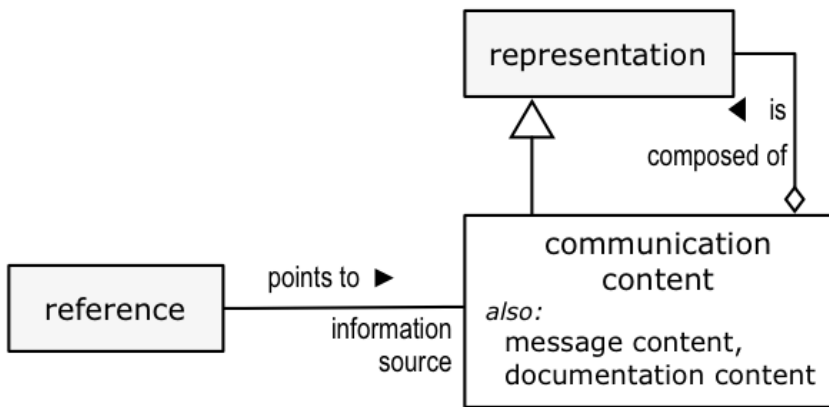 representation
◄ is
composed of
communication
content
also:
message content,
documentation content
reference
points to ►
information
source